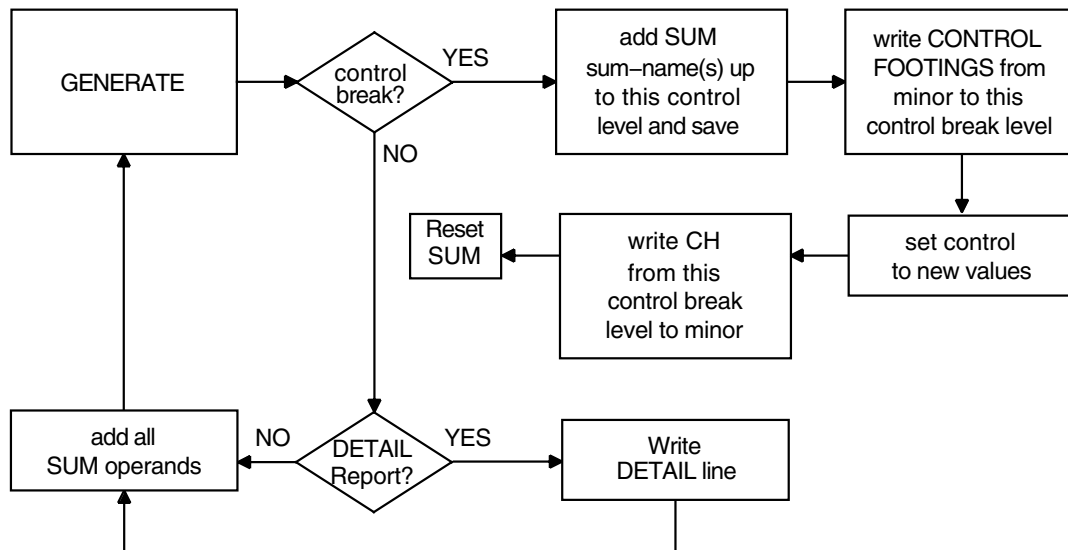 GENERATE
control
break?
YES
NO
add SUM
sum–name(s) up
to this control
level and save
write CONTROL
FOOTINGS from
minor to this
control break level
set control
to new values
write CH
from this
control break
level to minor
Reset
SUM
DETAIL
Report?
NO
YES
add all
SUM operands
Write
DETAIL line